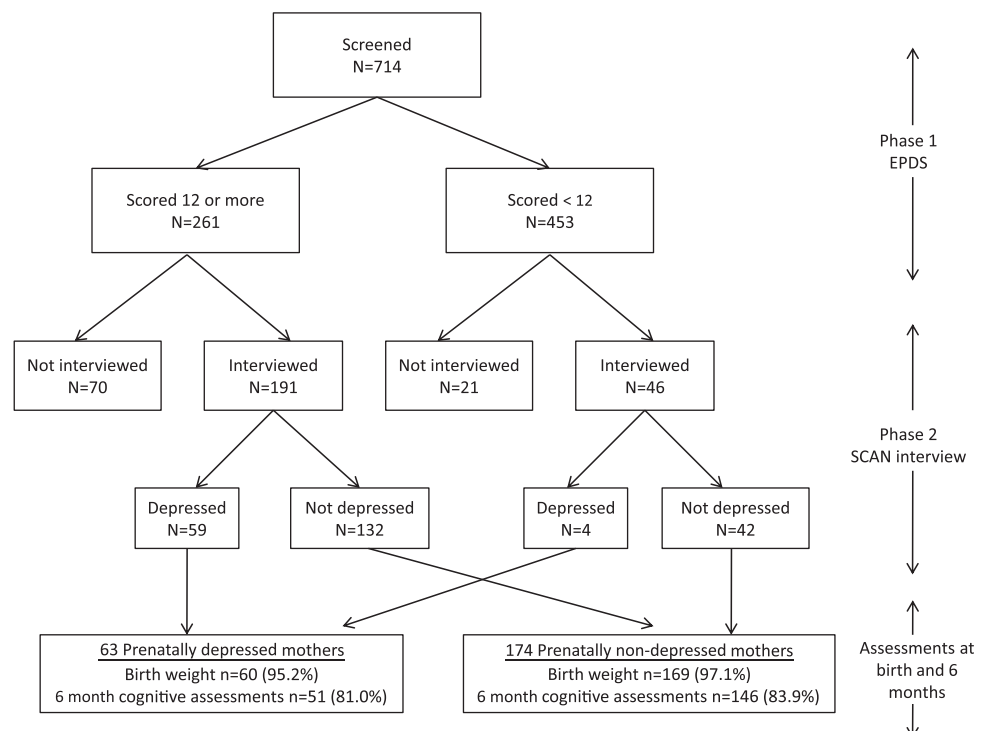 Screened
N=714
Phase 1
EPDS
Scored 12 or more
N=261
Scored < 12
N=453
Not interviewed
N=70
Interviewed
N=191
Not interviewed
N=21
Interviewed
N=46
Phase 2
SCAN interview
Depressed
N=59
Not depressed
N=132
Depressed
N=4
Not depressed
N=42
63 Prenatally depressed mothers
Birth weight n=60 (95.2%)
6 month cognitive assessments n=51 (81.0%)
174 Prenatally non-depressed mothers
Birth weight n=169 (97.1%)
6 month cognitive assessments n=146 (83.9%)
Assessments at
birth and 6
months